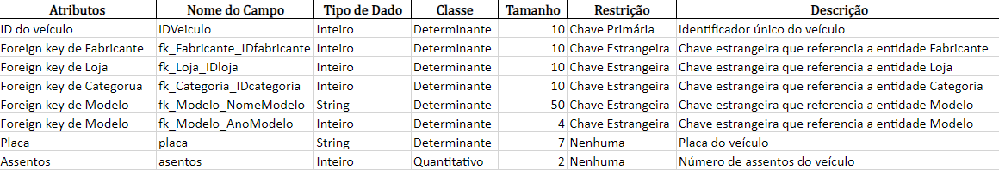 Atributos Nome do Campo Tipo de Dado Classe Tamanho Restrição Descrição
ID do veículo IDVeiculo Inteiro Determinante 10 Chave Primária Identificador único do veículo
Foreign key de Fabricante fk_Fabricante_IDfabricante Inteiro Determinante 10 Chave Estrangeira Chave estrangeira que referencia a entidade Fabricante
Foreign key de Loja fk_Loja_IDloja Inteiro Determinante 10 Chave Estrangeira Chave estrangeira que referencia a entidade Loja
Foreign key de Categorua fk_Categoria_IDcategoria Inteiro Determinante 10 Chave Estrangeira Chave estrangeira que referencia a entidade Categoria
Foreign key de Modelo fk_Modelo_NomeModelo String Determinante 50 Chave Estrangeira Chave estrangeira que referencia a entidade Modelo
Foreign key de Modelo fk_Modelo_AnoModelo Inteiro Determinante 4 Chave Estrangeira Chave estrangeira que referencia a entidade Modelo
Placa placa String Determinante 7 Nenhuma Placa do veículo
Assentos asentos Inteiro Quantitativo 2 Nenhuma Número de assentos do veículo